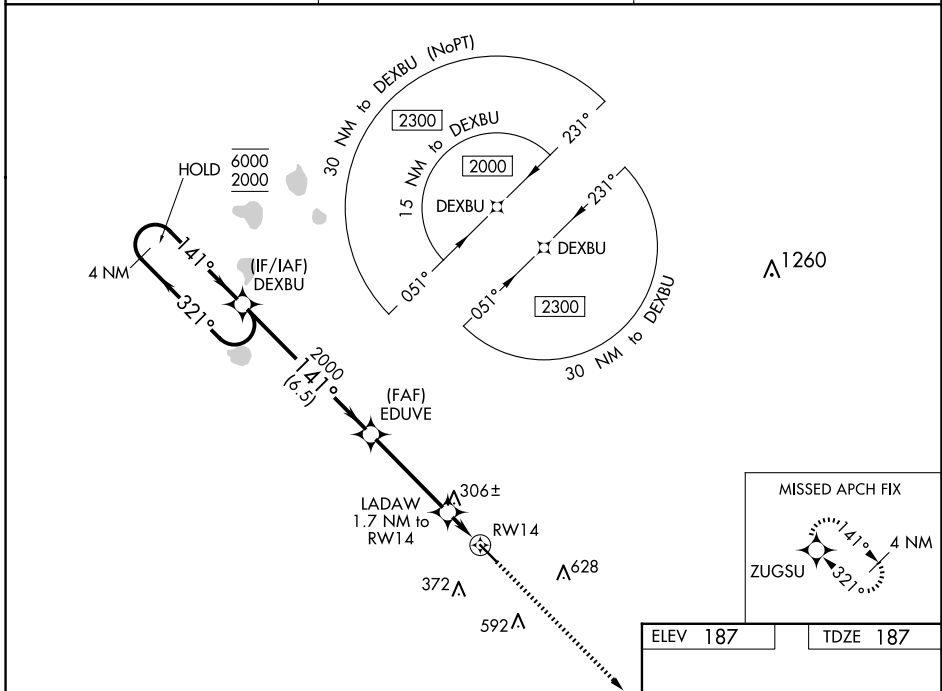 30 NM to DEXBU (NoPT)
2300
15 NM to DEXBU
2000
231°
DEXBU
051°
231°
DEXBU
051°
2300
30 NM to DEXBU
1260
HOLD
6000
2000
4 NM
141°
321°
(IF/IAF)
DEXBU
2000
141°
(6.5)
(FAF)
EDUVE
LADAW
1.7 NM to
RW14
306±
RW14
372
628
592
MISSED APCH FIX
141°
4 NM
ZUGSU
321°
ELEV 187
TDZE 187